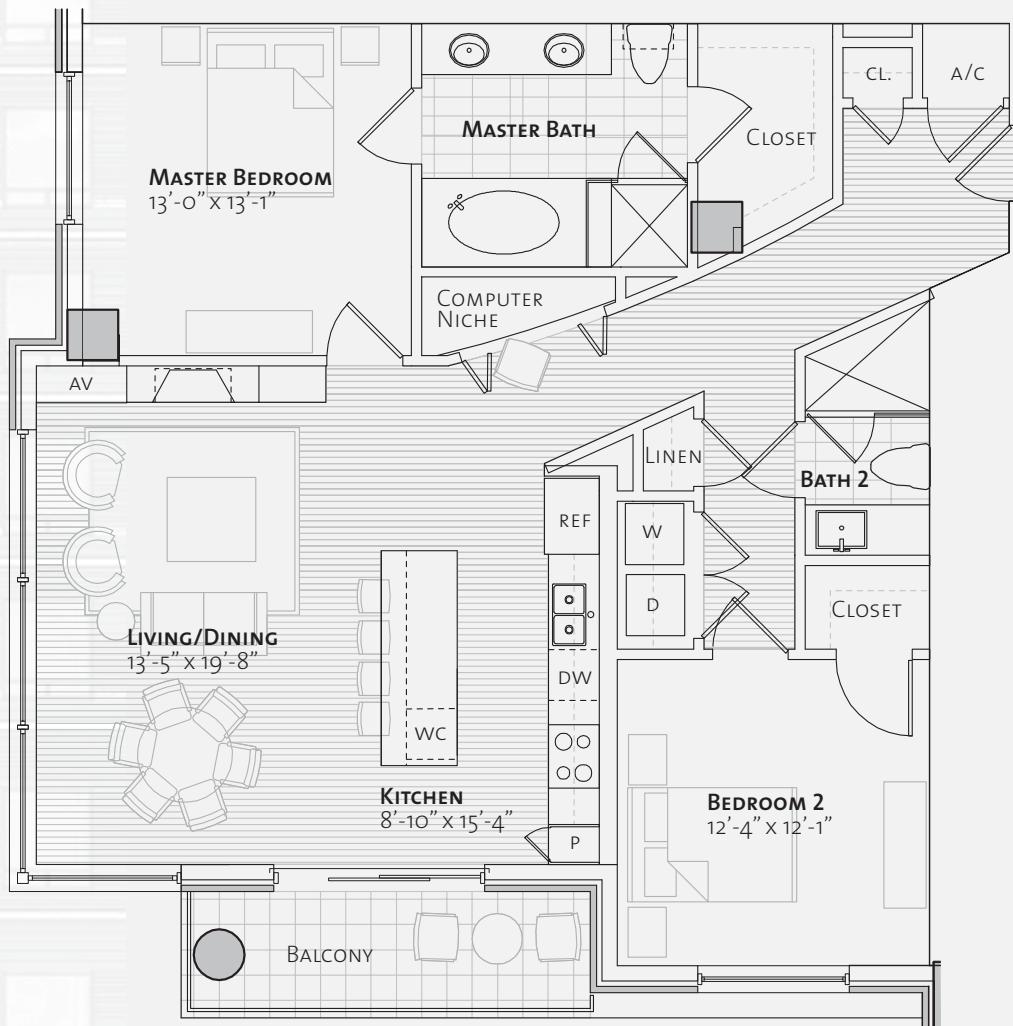 CL.
A/C
MASTER BATH
CLOSET
MASTER BEDROOM
13'-0" X 13'-1"
COMPUTER
NICHE
AV
LINEN
BATH 2
REF
W
D
CLOSET
LIVING/DINING
13'-5" X 19'-8"
DW
WC
KITCHEN
8'-10" X 15'-4"
BEDROOM 2
12'-4" X 12'-1"
P
BALCONY